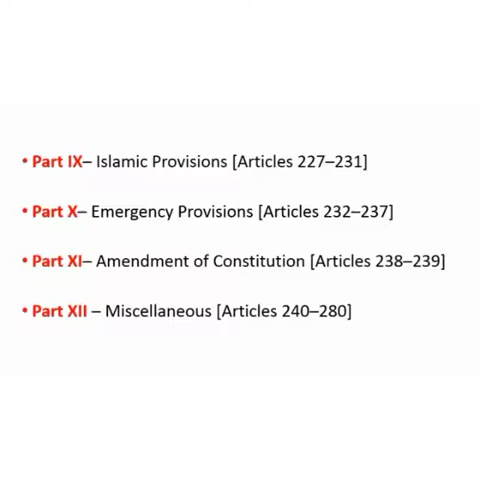 • Part IX– Islamic Provisions [Articles 227–231]
• Part X– Emergency Provisions [Articles 232–237]
• Part XI– Amendment of Constitution [Articles 238–239]
• Part XII – Miscellaneous [Articles 240–280]